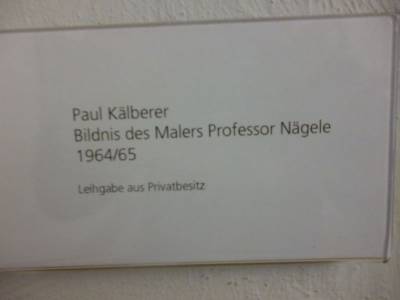 Paul Kälberer
Bildnis des Malers Professor Nägele
1964/65
Leihgabe aus Privatbesitz